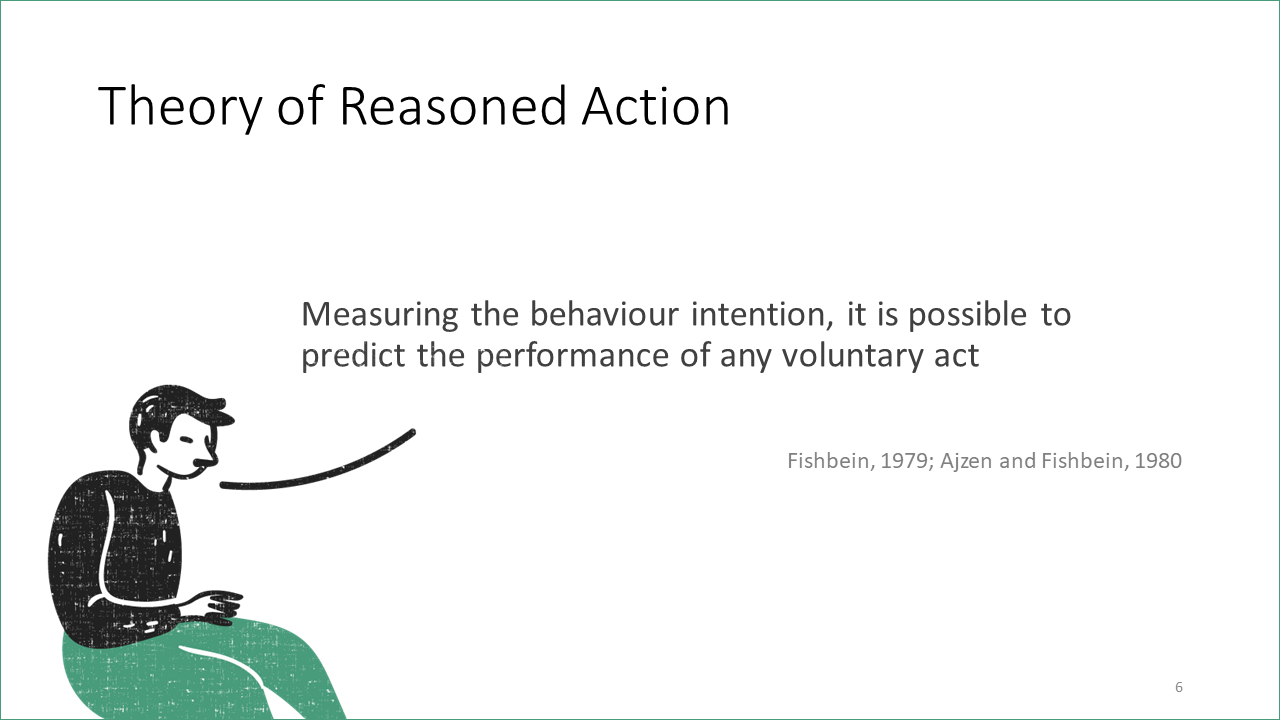 Theory of Reasoned Action
Measuring the behaviour intention, it is possible to
predict the performance of any voluntary act
Fishbein, 1979; Ajzen and Fishbein, 1980
6